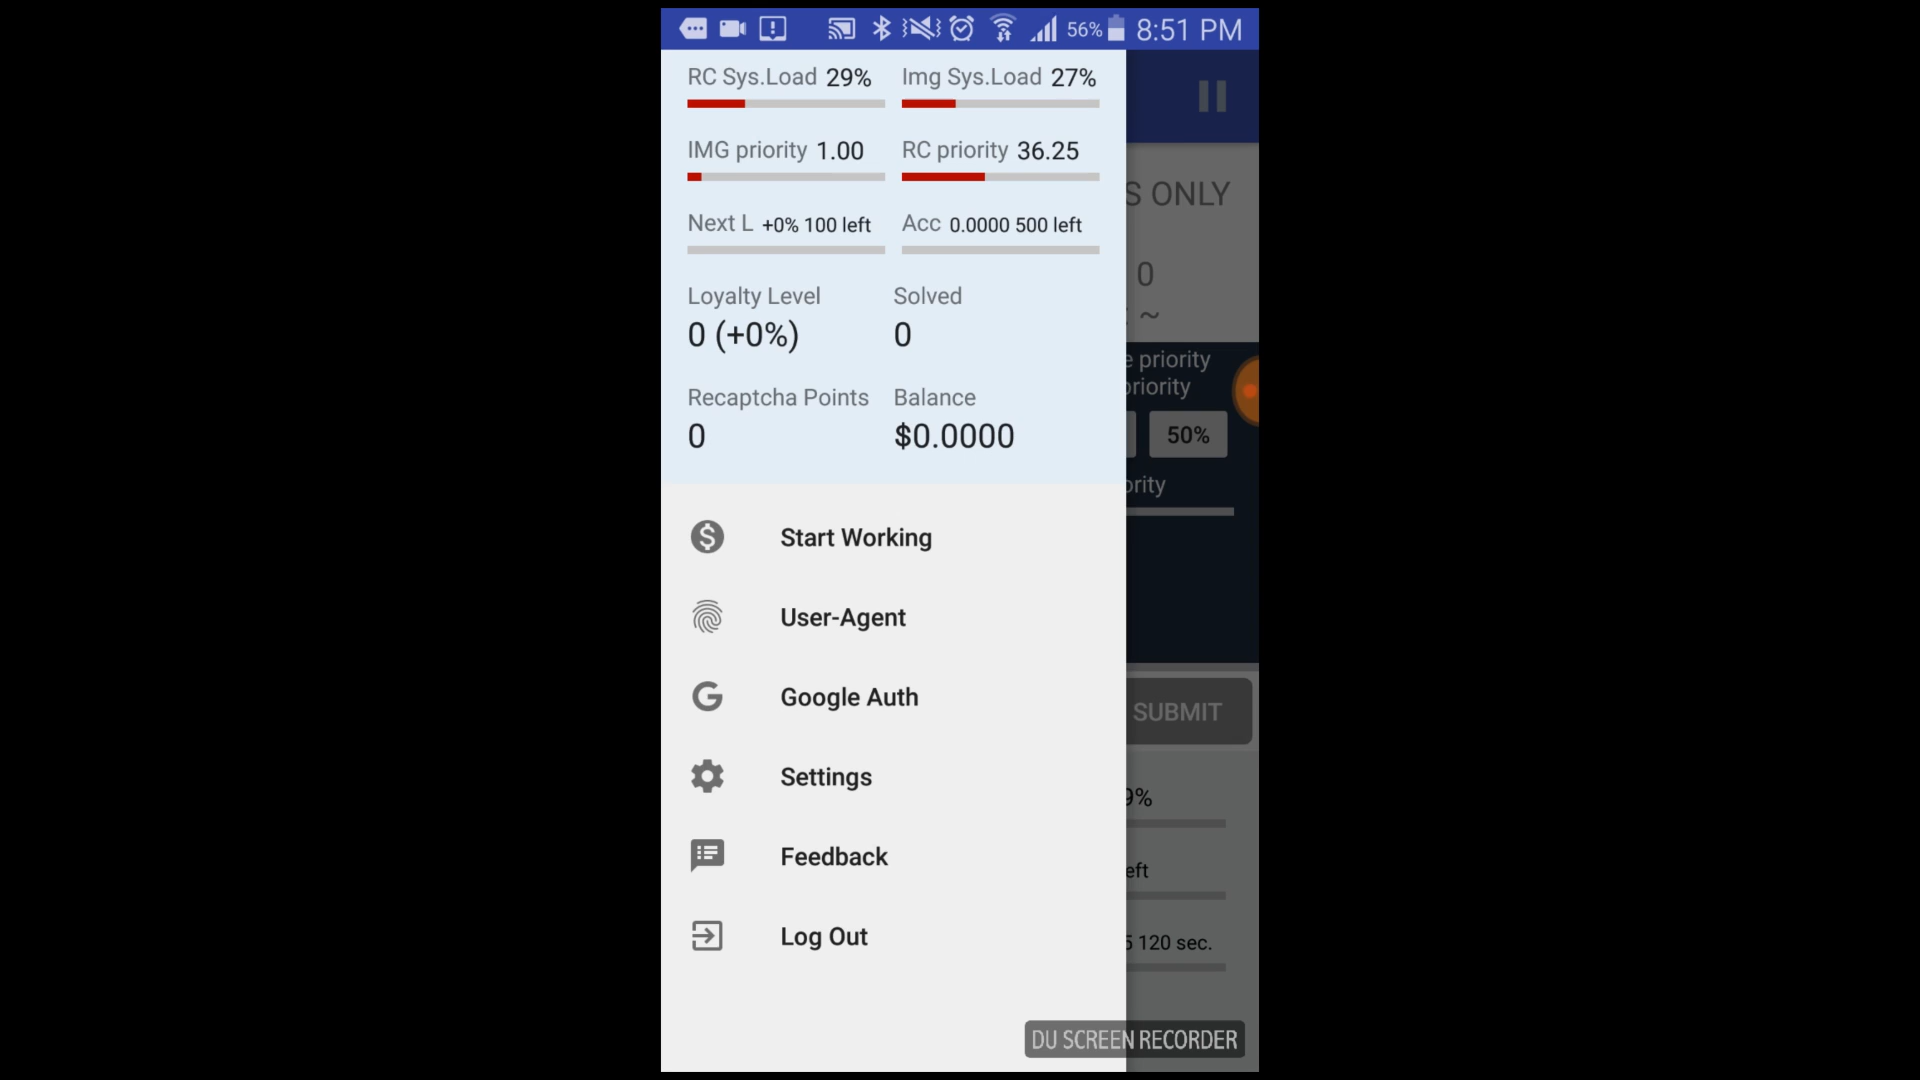 56% 8:51 PM
RC Sys.Load 29% Img Sys.Load 27%
IMG priority 1.00 RC priority 36.25
S ONLY
Next L +0% 100 left Acc 0.0000 500 left
0
Loyalty Level Solved
0 (+0%) 0
: ~
e priority
priority
Recaptcha Points Balance
0 $0.0000
50%
ority
Start Working
User-Agent
Google Auth
SUBMIT
Settings
9%
Feedback
eft
Log Out
5 120 sec.
DU SCREEN RECORDER